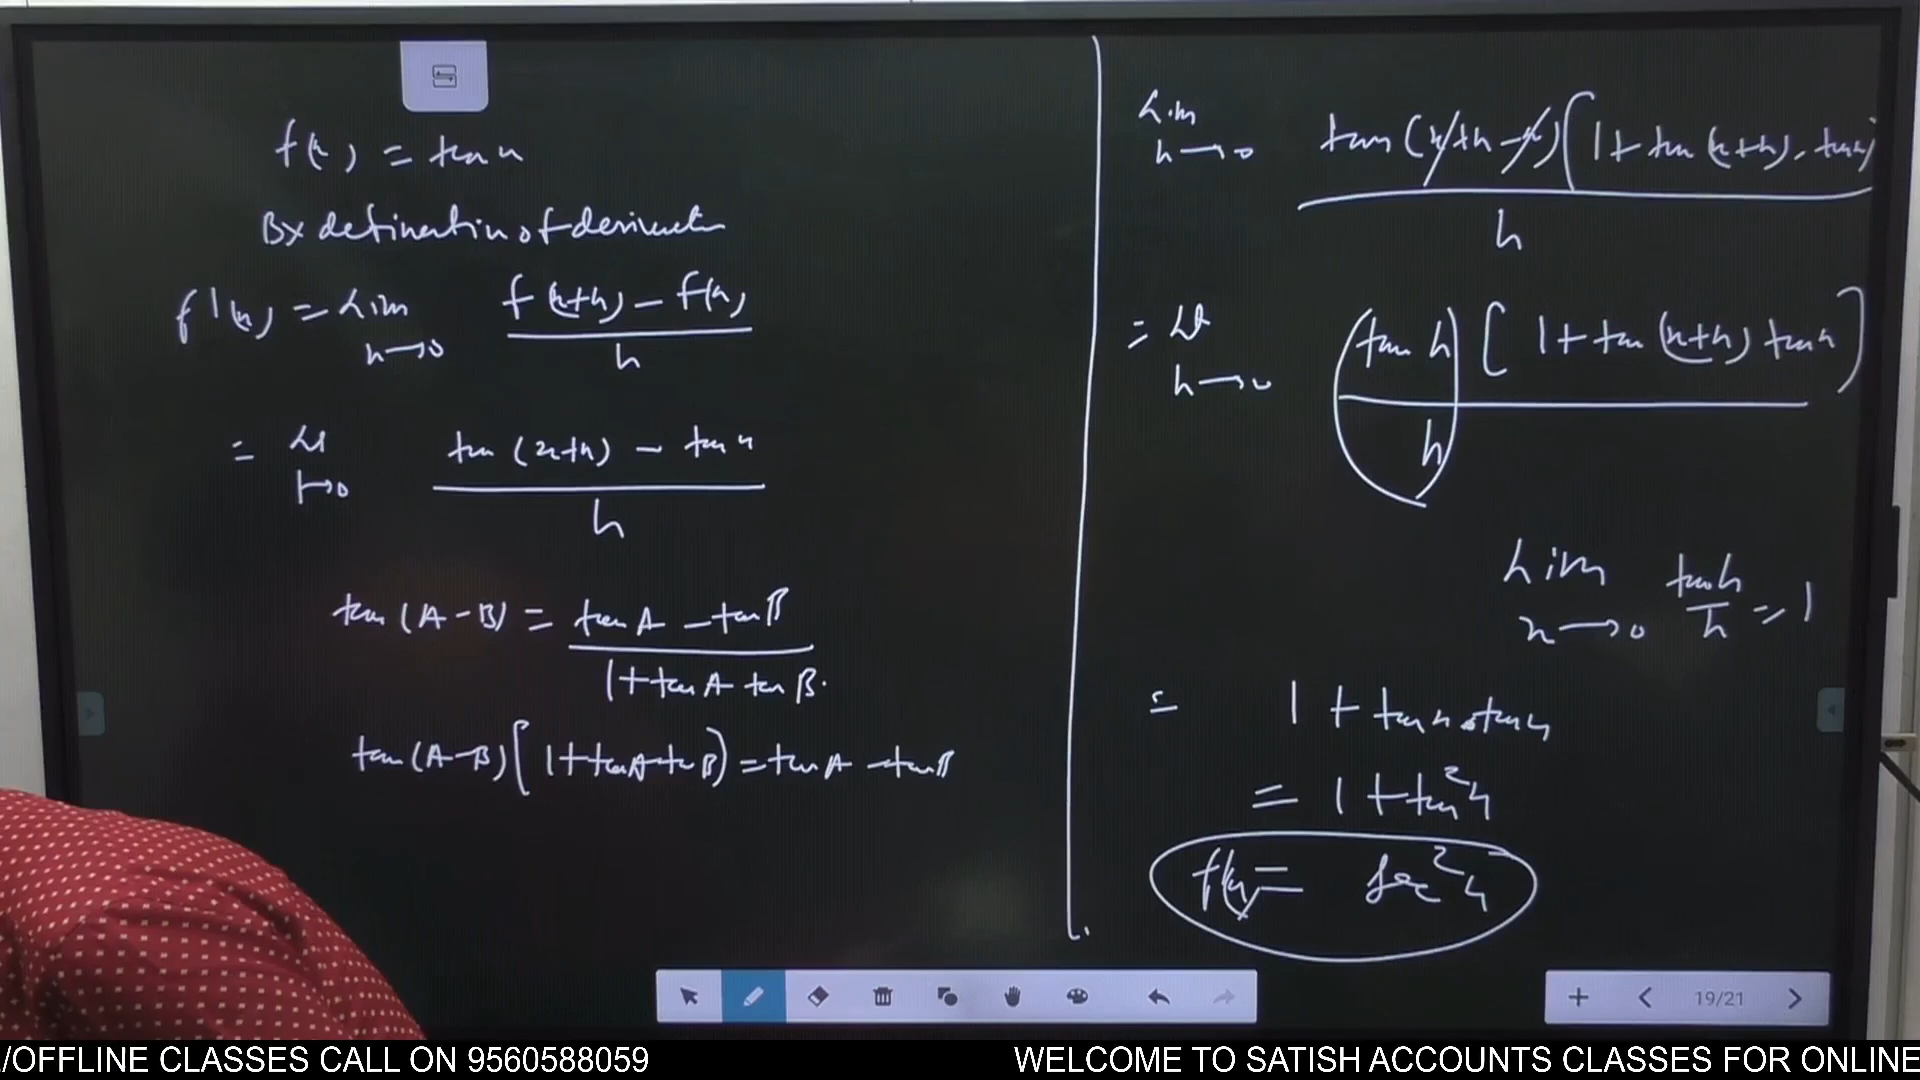 f(x) = tan x
By defination of derivative
f'(x) = Lim h→0 f(x+h) – f(x) / h
= Lt h→0 tan (x+h) – tan x / h
tan (A – B) = tan A – tan B / 1 + tan A tan B.
tan (A–B) [1 + tan A tan B) = tan A – tan B
Lim h→0 tan (x+h – x) [1 + tan (x+h). tan x) / h
= Lt h→0 tan h [1 + tan (x+h) tan x] / h
Lim x→0 tan h / h = 1
= 1 + tan x . tan x
= 1 + tan²x
f(x) = sec²x
19/21
/OFFLINE CLASSES CALL ON 9560588059 WELCOME TO SATISH ACCOUNTS CLASSES FOR ONLINE